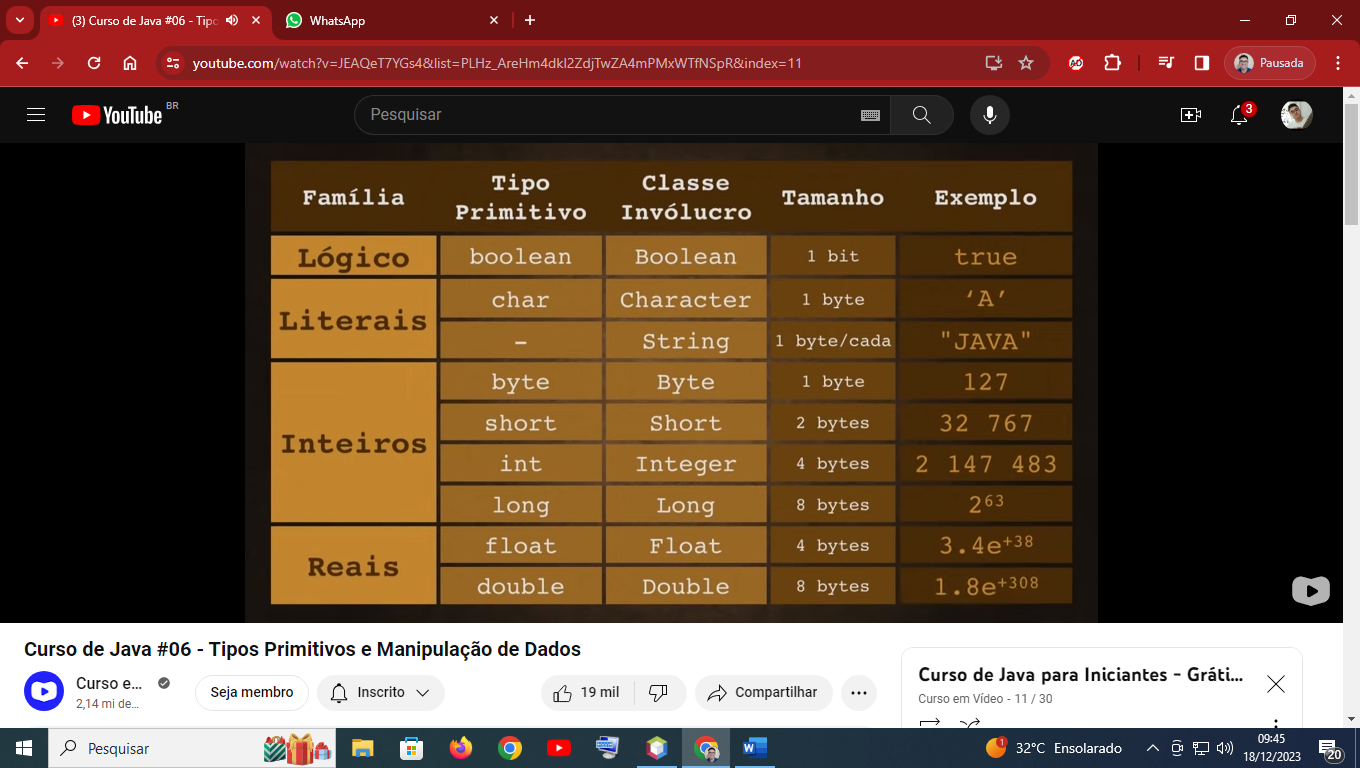 (3) Curso de Java #06 - Tipo
WhatsApp
youtube.com/watch?v=JEAQeT7YGs4&list=PLHz_AreHm4dkI2ZdjTwZA4mPMxWTfNSpR&index=11
Pausada
YouTube BR
Pesquisar
3
Família Tipo Primitivo Classe Invólucro Tamanho Exemplo
Lógico boolean Boolean 1 bit true
Literais char Character 1 byte ‘A’
- String 1 byte/cada "JAVA"
Inteiros byte Byte 1 byte 127
short Short 2 bytes 32 767
int Integer 4 bytes 2 147 483
long Long 8 bytes 2⁶³
Reais float Float 4 bytes 3.4e⁺³⁸
double Double 8 bytes 1.8e⁺³⁰⁸
Curso de Java #06 - Tipos Primitivos e Manipulação de Dados
Curso e...
2,14 mi de...
Seja membro
Inscrito
19 mil
Compartilhar
Curso de Java para Iniciantes - Gráti...
Curso em Vídeo - 11 / 30
Pesquisar
1
32°C Ensolarado
09:45
18/12/2023
20